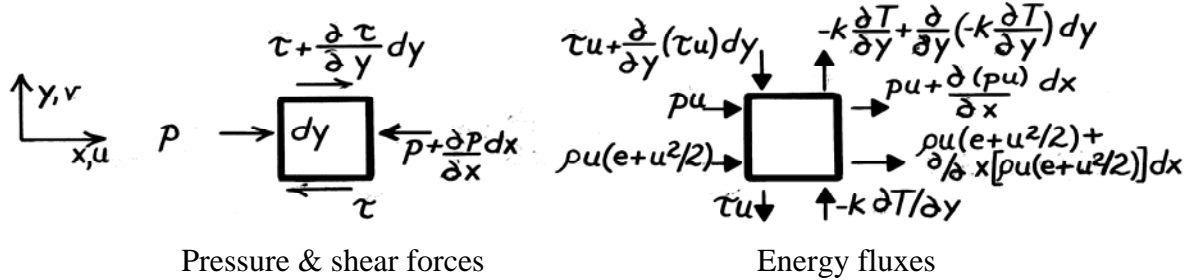 τ + ∂τ/∂y dy
y, v
x, u
p
dy
p + ∂p/∂x dx
τ
τu + ∂/∂y (τu) dy
-k ∂T/∂y + ∂/∂y (-k ∂T/∂y) dy
pu
pu + ∂(pu)/∂x dx
ρu(e+u²/2)
ρu(e+u²/2) +
∂/∂x[ρu(e+u²/2)]dx
τu
-k ∂T/∂y
Pressure & shear forces
Energy fluxes